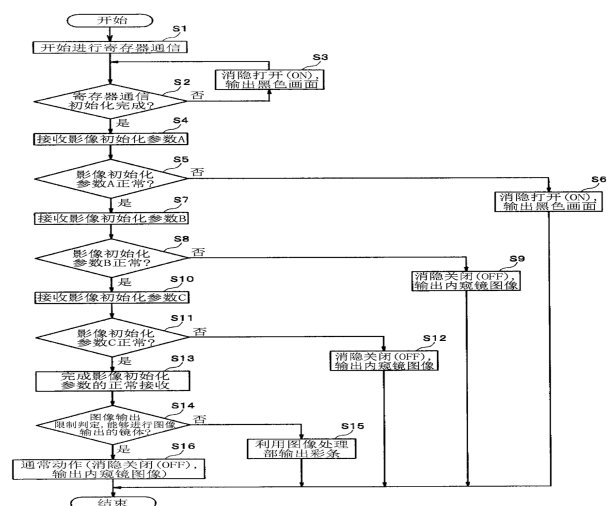 开始
S1
开始进行寄存器通信
S3
消隐打开(ON),
输出黑色画面
S2
寄存器通信
初始化完成?
否
是
S4
接收影像初始化参数A
S5
影像初始化
参数A正常?
否
是
S6
消隐打开(ON),
输出黑色画面
S7
接收影像初始化参数B
S8
影像初始化
参数B正常?
否
是
S9
消隐关闭(OFF),
输出内窥镜图像
S10
接收影像初始化参数C
S11
影像初始化
参数C正常?
否
是
S12
消隐关闭(OFF),
输出内窥镜图像
S13
完成影像初始化
参数的正常接收
S14
图像输出
限制判定,能够进行图像
输出的镜体?
否
是
S15
利用图像处理
部输出彩条
S16
通常动作(消隐关闭(OFF),
输出内窥镜图像)
结束